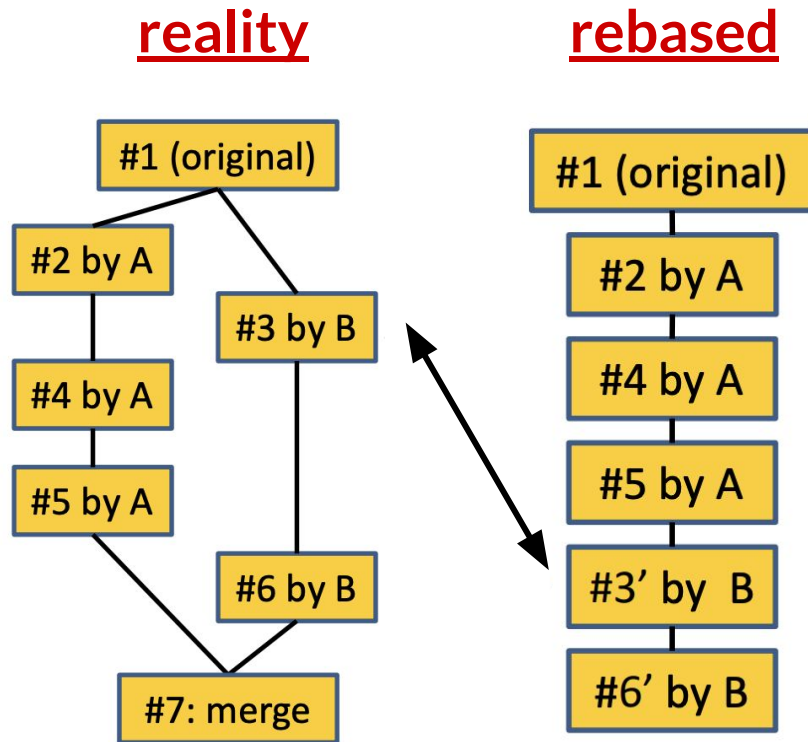 reality
#1 (original)
#2 by A
#3 by B
#4 by A
#5 by A
#6 by B
#7: merge
rebased
#1 (original)
#2 by A
#4 by A
#5 by A
#3’ by B
#6’ by B